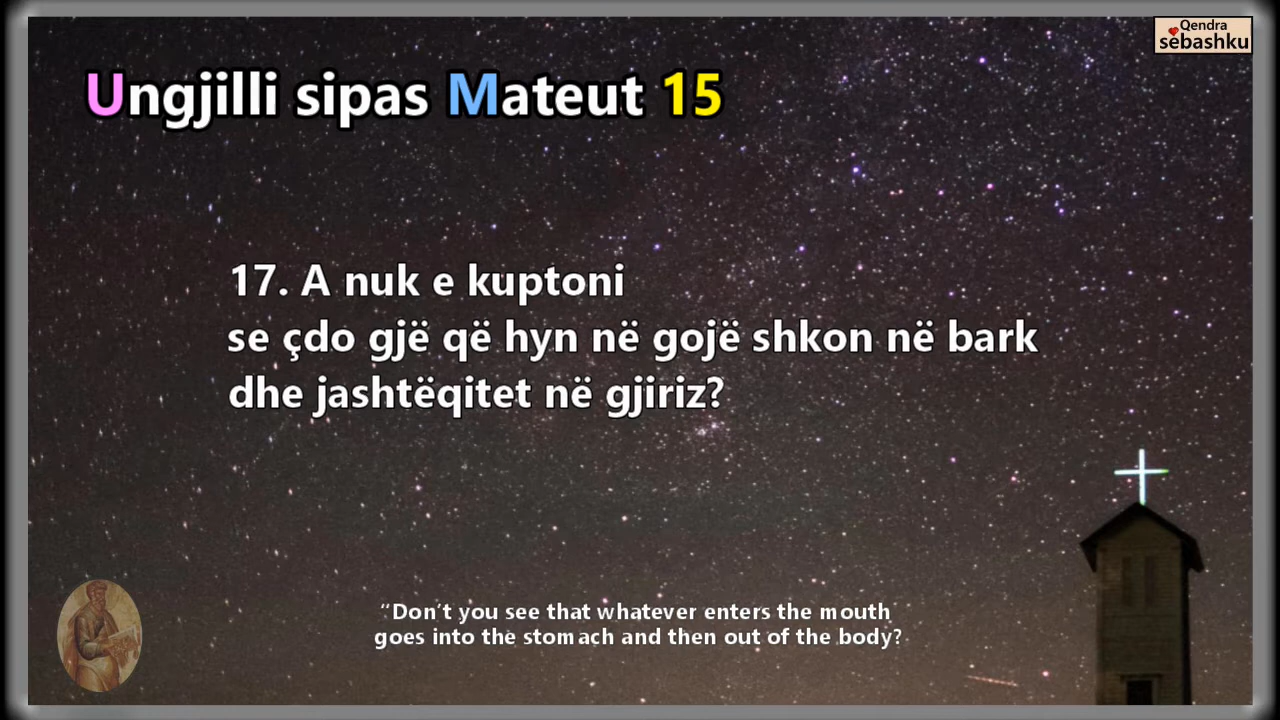 Qendra
sëbashku
Ungjilli sipas Mateut 15
17. A nuk e kuptoni
se çdo gjë që hyn në gojë shkon në bark
dhe jashtëqitet në gjiriz?
“Don’t you see that whatever enters the mouth
goes into the stomach and then out of the body?